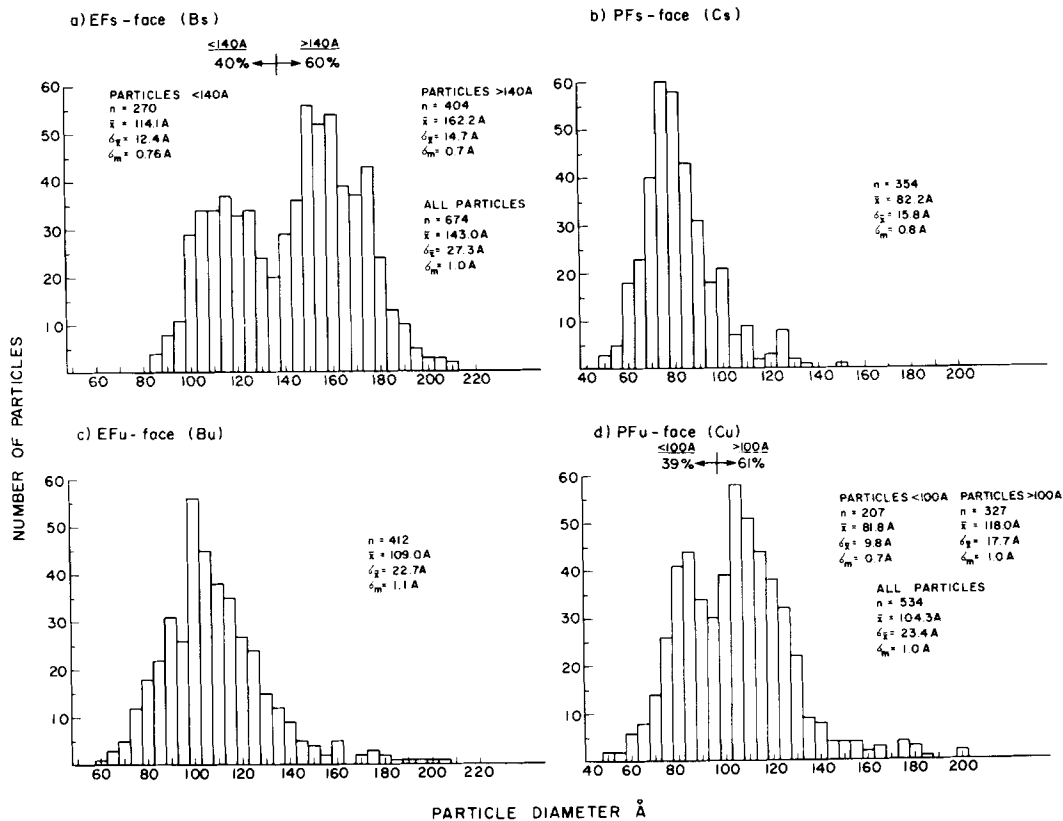 a) EFs-face (Bs)
<140A >140A
40% 60%
PARTICLES <140A
n = 270
x̄ = 114.1A
σx̄ = 12.4A
σm = 0.76A
PARTICLES >140A
n = 404
x̄ = 162.2A
σx̄ = 14.7A
σm = 0.7A
ALL PARTICLES
n = 674
x̄ = 143.0A
σx̄ = 27.3A
σm = 1.0A
60
50
40
30
20
10
60 80 100 120 140 160 180 200 220
b) PFs-face (Cs)
n = 354
x̄ = 82.2A
σx̄ = 15.8A
σm = 0.8A
60
50
40
30
20
10
40 60 80 100 120 140 160 180 200
c) EFu-face (Bu)
n = 412
x̄ = 109.0A
σx̄ = 22.7A
σm = 1.1A
60
50
40
30
20
10
60 80 100 120 140 160 180 200 220
d) PFu-face (Cu)
<100A >100A
39% 61%
PARTICLES <100A
n = 207
x̄ = 81.8A
σx̄ = 9.8A
σm = 0.7A
PARTICLES >100A
n = 327
x̄ = 118.0A
σx̄ = 17.7A
σm = 1.0A
ALL PARTICLES
n = 534
x̄ = 104.3A
σx̄ = 23.4A
σm = 1.0A
60
50
40
30
20
10
40 60 80 100 120 140 160 180 200
NUMBER OF PARTICLES
PARTICLE DIAMETER Å